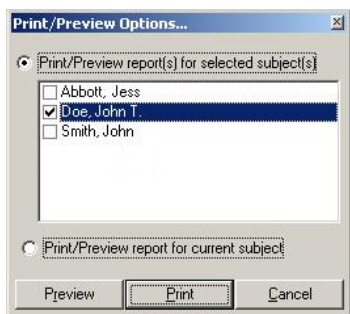 Print/Preview Options...
Print/Preview report(s) for selected subject(s)
Abbott, Jess
Doe, John T.
Smith, John
Print/Preview report for current subject
Preview Print Cancel